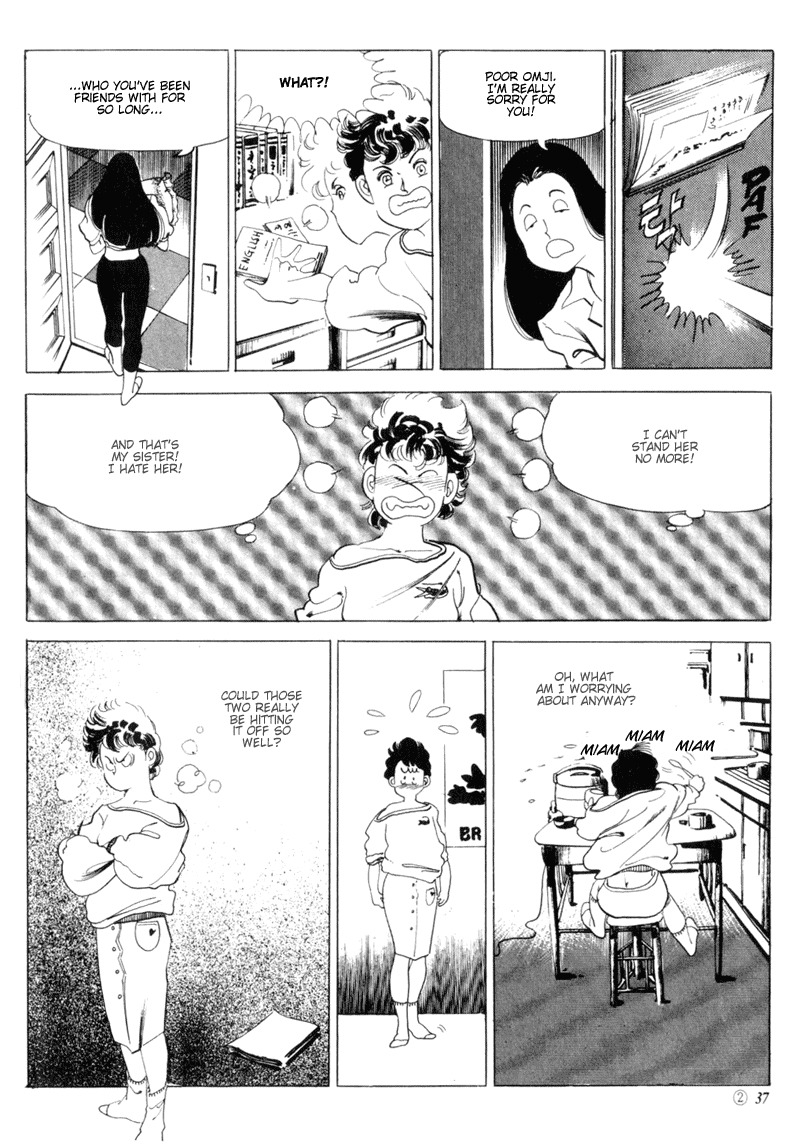 ...WHO YOU'VE BEEN
FRIENDS WITH FOR
SO LONG...
WHAT?!
ENGLISH
POOR OMJI.
I'M REALLY
SORRY FOR
YOU!
탁
PAF
AND THAT'S
MY SISTER!
I HATE HER!
I CAN'T
STAND HER
NO MORE!
COULD THOSE
TWO REALLY
BE HITTING
IT OFF SO
WELL?
BR
OH, WHAT
AM I WORRYING
ABOUT ANYWAY?
MIAM
MIAM
MIAM
② 37